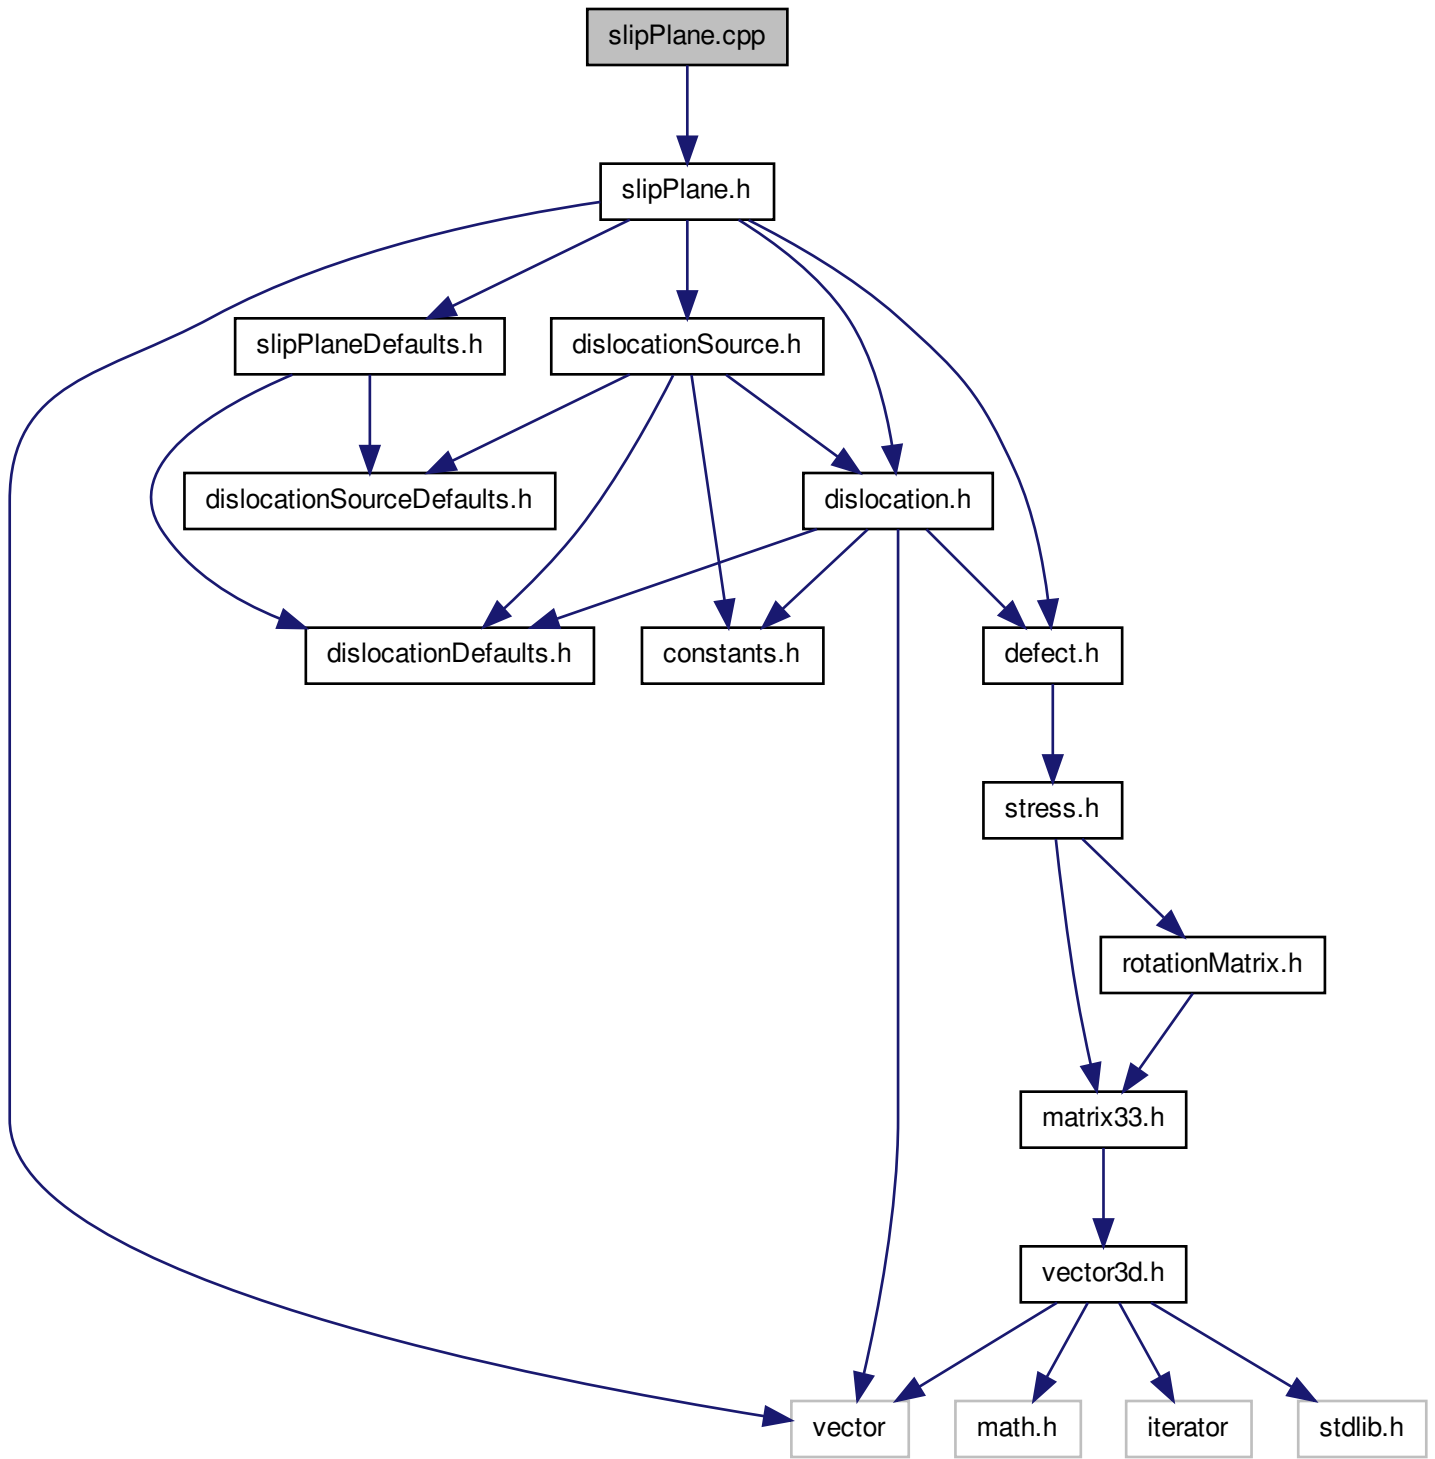 slipPlane.cpp
slipPlane.h
slipPlaneDefaults.h
dislocationSource.h
dislocationSourceDefaults.h
dislocation.h
dislocationDefaults.h
constants.h
defect.h
stress.h
rotationMatrix.h
matrix33.h
vector3d.h
vector
math.h
iterator
stdlib.h